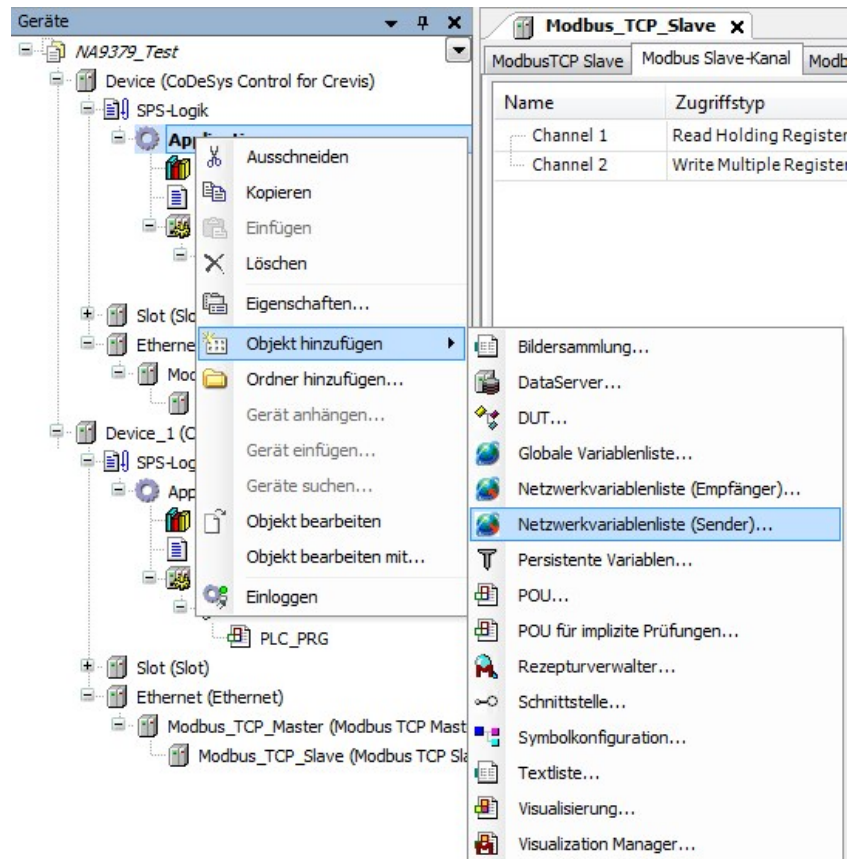 Geräte
NA9379_Test
Device (CoDeSys Control for Crevis)
SPS-Logik
Slot
Device_1
SPS-Log
App
PLC_PRG
Slot (Slot)
Ethernet (Ethernet)
Modbus_TCP_Master (Modbus TCP Mast
Modbus_TCP_Slave (Modbus TCP Sla
Ausschneiden
Kopieren
Einfügen
Löschen
Eigenschaften...
Objekt hinzufügen
Ordner hinzufügen...
Gerät anhängen...
Gerät einfügen...
Geräte suchen...
Objekt bearbeiten
Objekt bearbeiten mit...
Einloggen
Modbus_TCP_Slave
ModbusTCP Slave Modbus Slave-Kanal Modb
Name Zugriffstyp
Channel 1 Read Holding Register
Channel 2 Write Multiple Register
Bildersammlung...
DataServer...
DUT...
Globale Variablenliste...
Netzwerkvariablenliste (Empfänger)...
Netzwerkvariablenliste (Sender)...
Persistente Variablen...
POU...
POU für implizite Prüfungen...
Rezepturverwalter...
Schnittstelle...
Symbolkonfiguration...
Textliste...
Visualisierung...
Visualization Manager...